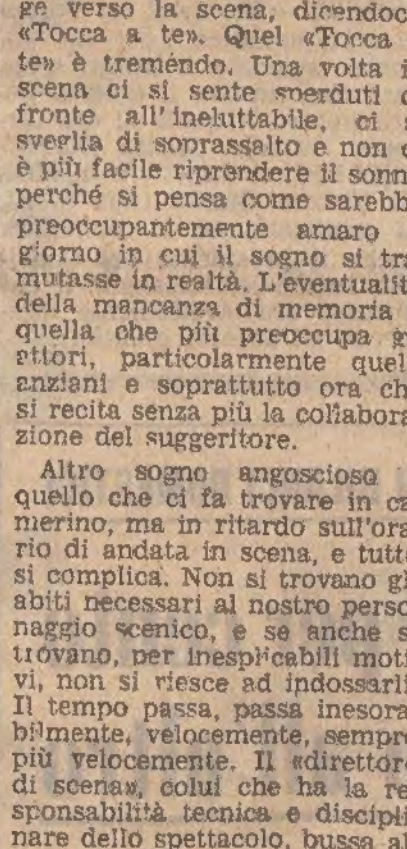 ge verso la scena, dicendoc
«Tocca a te». Quel «Tocca
te» è tremendo. Una volta i
scena ci si sente sperduti d
fronte all'ineluttabile, ci s
sveglia di soprassalto e non
è più facile riprendere il sonn
perché si pensa come sarebb
preoccupantemente amaro
giorno in cui il sogno si tra
mutasse in realtà. L'eventualit
della mancanza di memoria
quella che più preoccupa g
attori, particolarmente quel
anziani e soprattutto ora ch
si recita senza più la collabora
zione del suggeritore.
Altro sogno angoscioso
quello che ci fa trovare in ca
merino, ma in ritardo sull'ora
rio di andata in scena, e tutt
si complica. Non si trovano gl
abiti necessari al nostro perso
naggio scenico, e se anche s
trovano, per inesplicabili moti
vi, non si riesce ad indossarli
Il tempo passa, passa inesora
bilmente, velocemente, sempre
più velocemente. Il «direttore
di scena», colui che ha la re
sponsabilità tecnica e discipli
nare dello spettacolo, bussa al